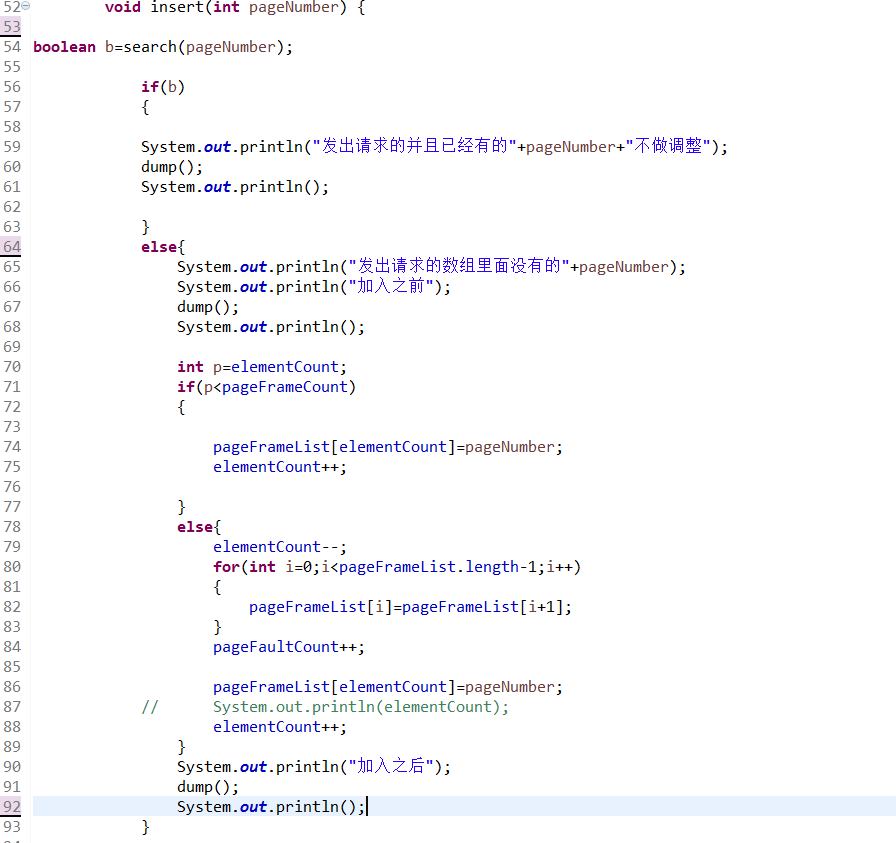 52 void insert(int pageNumber) {
53
54 boolean b=search(pageNumber);
55
56 if(b)
57 {
58
59 System.out.println("发出请求的并且已经有的"+pageNumber+"不做调整");
60 dump();
61 System.out.println();
62
63 }
64 else{
65 System.out.println("发出请求的数组里面没有的"+pageNumber);
66 System.out.println("加入之前");
67 dump();
68 System.out.println();
69
70 int p=elementCount;
71 if(p<pageFrameCount)
72 {
73
74 pageFrameList[elementCount]=pageNumber;
75 elementCount++;
76
77 }
78 else{
79 elementCount--;
80 for(int i=0;i<pageFrameList.length-1;i++)
81 {
82 pageFrameList[i]=pageFrameList[i+1];
83 }
84 pageFaultCount++;
85
86 pageFrameList[elementCount]=pageNumber;
87 // System.out.println(elementCount);
88 elementCount++;
89 }
90 System.out.println("加入之后");
91 dump();
92 System.out.println();
93 }